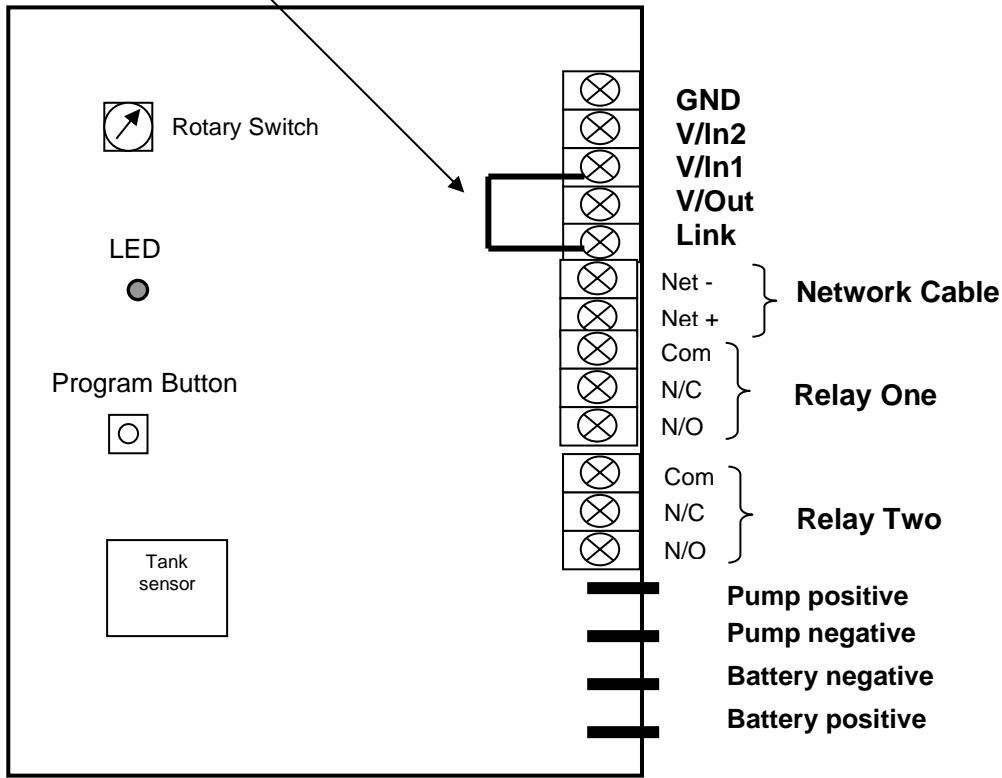 Rotary Switch
LED
Program Button
Tank
sensor
GND
V/In2
V/In1
V/Out
Link
Net -
Net +
Network Cable
Com
N/C
N/O
Relay One
Com
N/C
N/O
Relay Two
Pump positive
Pump negative
Battery negative
Battery positive